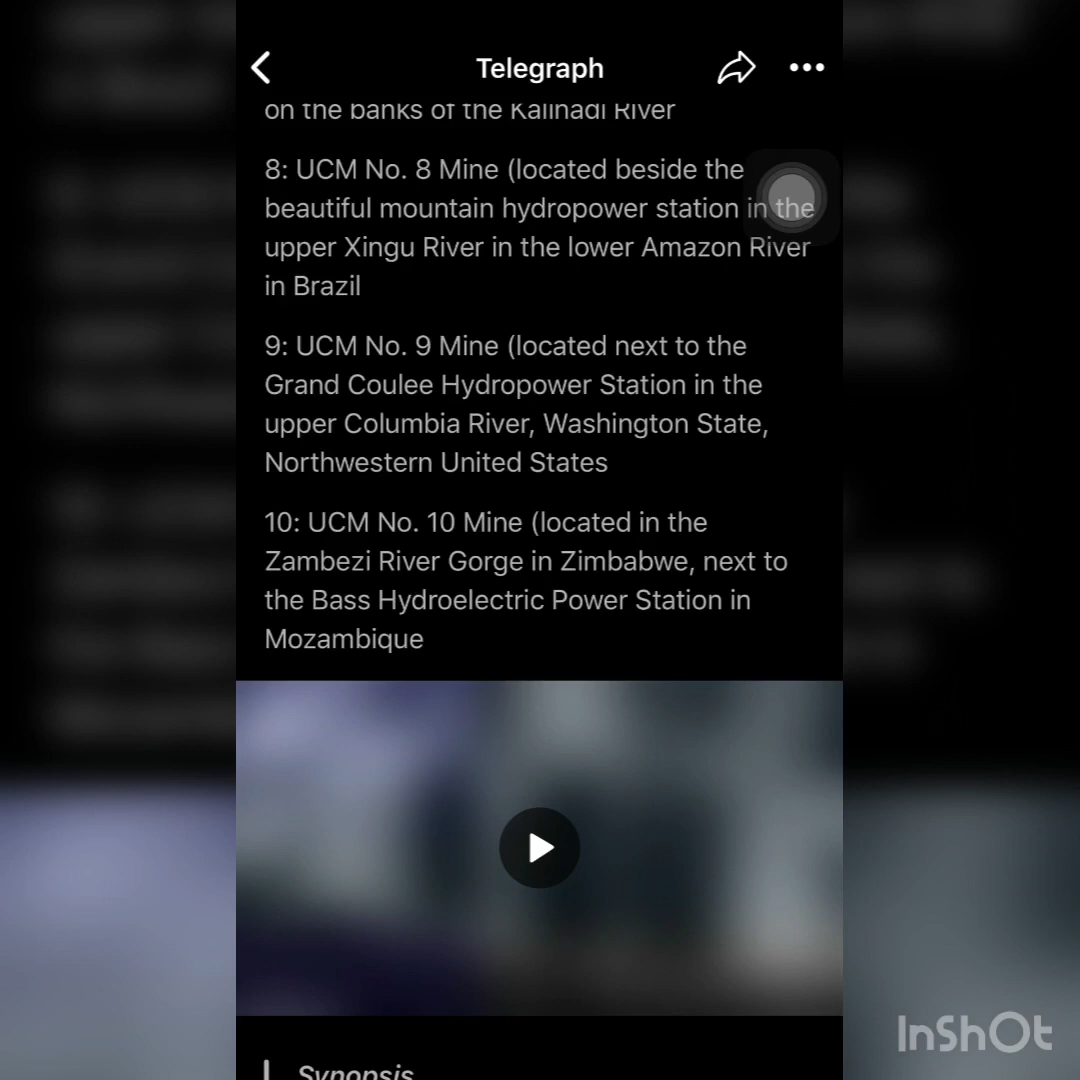 Telegraph
on the banks of the Kalinadi River
8: UCM No. 8 Mine (located beside the
beautiful mountain hydropower station in the
upper Xingu River in the lower Amazon River
in Brazil
9: UCM No. 9 Mine (located next to the
Grand Coulee Hydropower Station in the
upper Columbia River, Washington State,
Northwestern United States
10: UCM No. 10 Mine (located in the
Zambezi River Gorge in Zimbabwe, next to
the Bass Hydroelectric Power Station in
Mozambique
Synopsis
InShOt